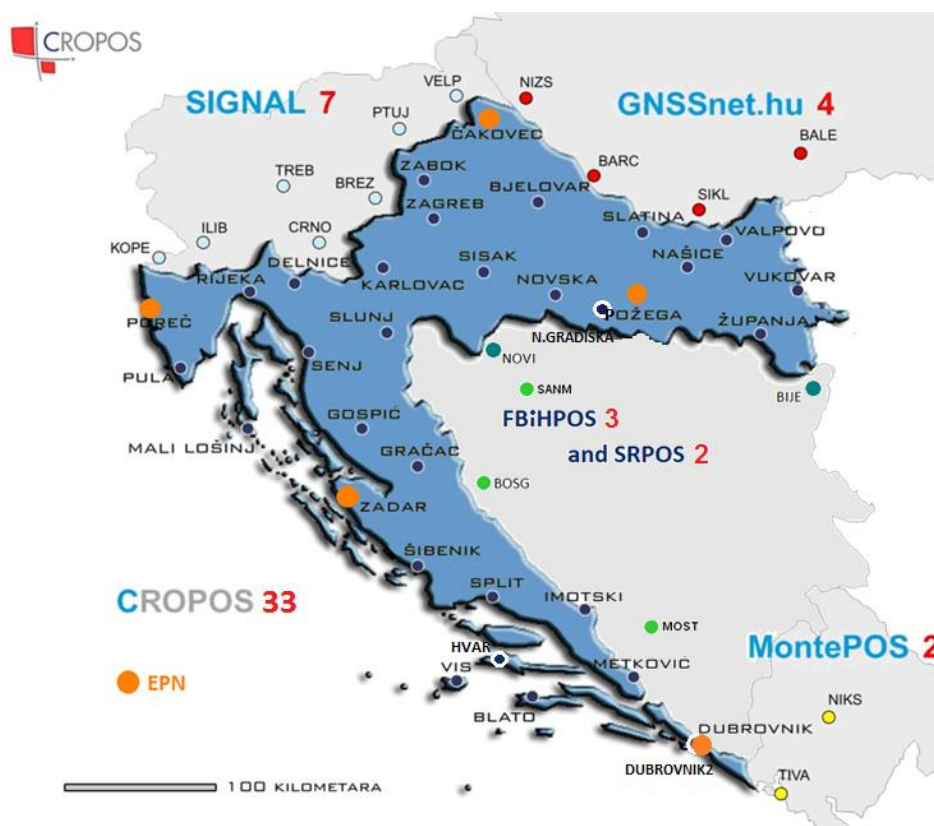 CROPOS
VELP
NIZS
SIGNAL 7
GNSSnet.hu 4
PTUJ
ČAKOVEC
BALE
TREB
ZABOK
BARC
BREZ
BJELOVAR
ZAGREB
SIKL
SLATINA
ILIB
CRNO
VALPOVO
KOPE
DELNICE
SISAK
NAŠICE
RIJEKA
KARLOVAC
NOVSKA
VUKOVAR
POREČ
SLUNJ
POŽEGA
ŽUPANJA
N.GRADISKA
NOVI
PULA
SENJ
SANM
BIJE
GOSPIĆ
FBiHPOS 3
MALI LOŠINJ
GRAČAC
and SRPOS 2
BOSG
ZADAR
ŠIBENIK
SPLIT
IMOTSKI
CROPOS 33
MOST
HVAR
MontePOS 2
VIS
METKOVIĆ
EPN
NIKS
BLATO
DUBROVNIK
DUBROVNIK2
TIVA
100 KILOMETARA